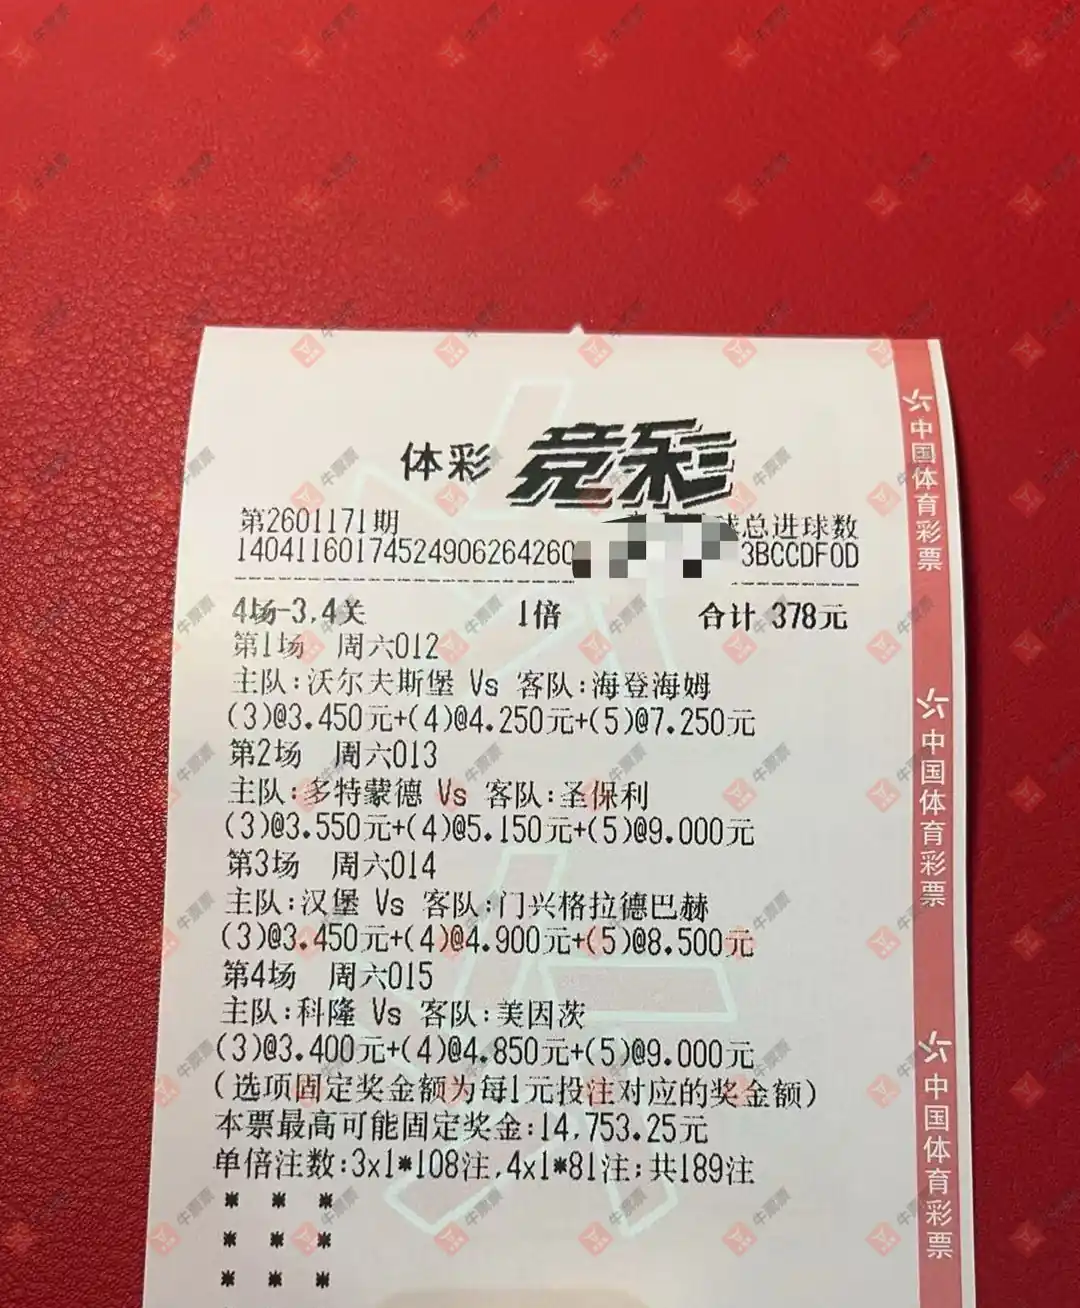 体彩 竞彩
第2601171期 球总进球数
14041160174524906264260 3BCCDF0D
4场-3,4关 1倍 合计 378元
第1场 周六012
主队:沃尔夫斯堡 Vs 客队:海登海姆
(3)@3.450元+(4)@4.250元+(5)@7.250元
第2场 周六013
主队:多特蒙德 Vs 客队:圣保利
(3)@3.550元+(4)@5.150元+(5)@9.000元
第3场 周六014
主队:汉堡 Vs 客队:门兴格拉德巴赫
(3)@3.450元+(4)@4.900元+(5)@8.500元
第4场 周六015
主队:科隆 Vs 客队:美因茨
(3)@3.400元+(4)@4.850元+(5)@9.000元
(选项固定奖金额为每1元投注对应的奖金额)
本票最高可能固定奖金:14,753.25元
单倍注数:3x1*108注,4x1*81注;共189注
* * *
* * *
* * *
中国体育彩票
中国体育彩票
中国体育彩票
牛票票